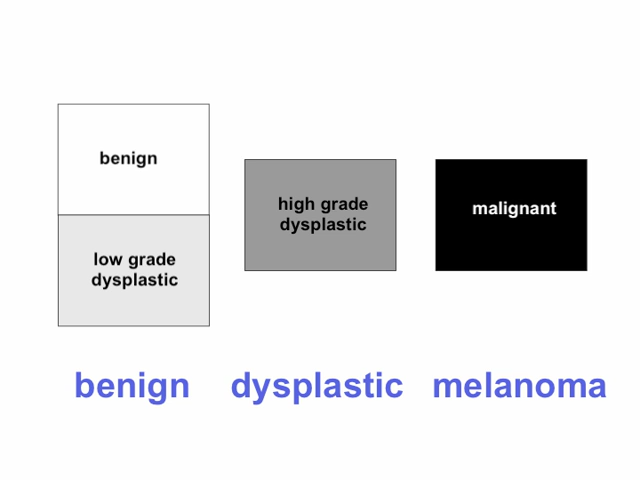 benign
low grade
dysplastic
high grade
dysplastic
malignant
benign
dysplastic
melanoma